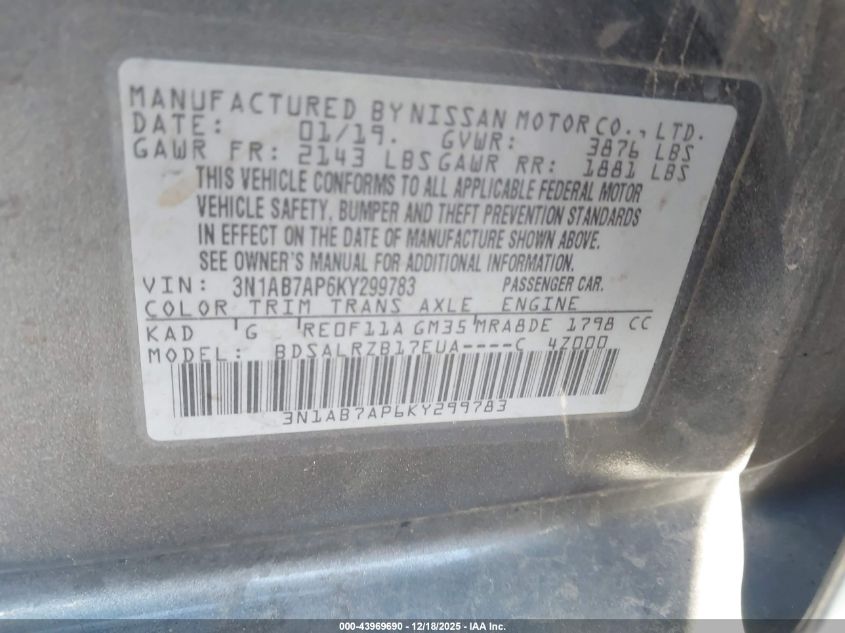 MANUFACTURED BY NISSAN MOTOR CO., LTD.
DATE: 01/19. GVWR: 3876 LBS
GAWR FR: 2143 LBS GAWR RR: 1881 LBS
THIS VEHICLE CONFORMS TO ALL APPLICABLE FEDERAL MOTOR
VEHICLE SAFETY, BUMPER AND THEFT PREVENTION STANDARDS
IN EFFECT ON THE DATE OF MANUFACTURE SHOWN ABOVE.
SEE OWNER'S MANUAL FOR ADDITIONAL INFORMATION.
VIN: 3N1AB7AP6KY299783 PASSENGER CAR.
COLOR TRIM TRANS AXLE ENGINE
KAD G RE0F11A GM35 MRA8DE 1798 CC
MODEL: BDSALRZB17EUA----C 4Z000
3N1AB7AP6KY299783
000-43969690 - 12/18/2025 - IAA Inc.